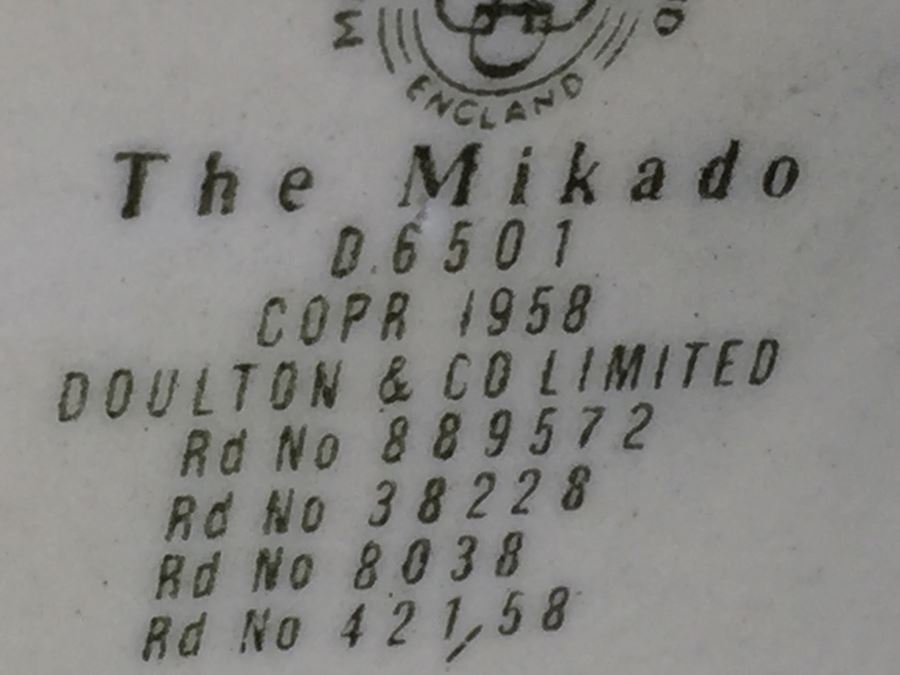 ENGLAND
The Mikado
D.6501
COPR 1958
DOULTON & CO LIMITED
Rd No 889572
Rd No 38228
Rd No 8038
Rd No 421/58